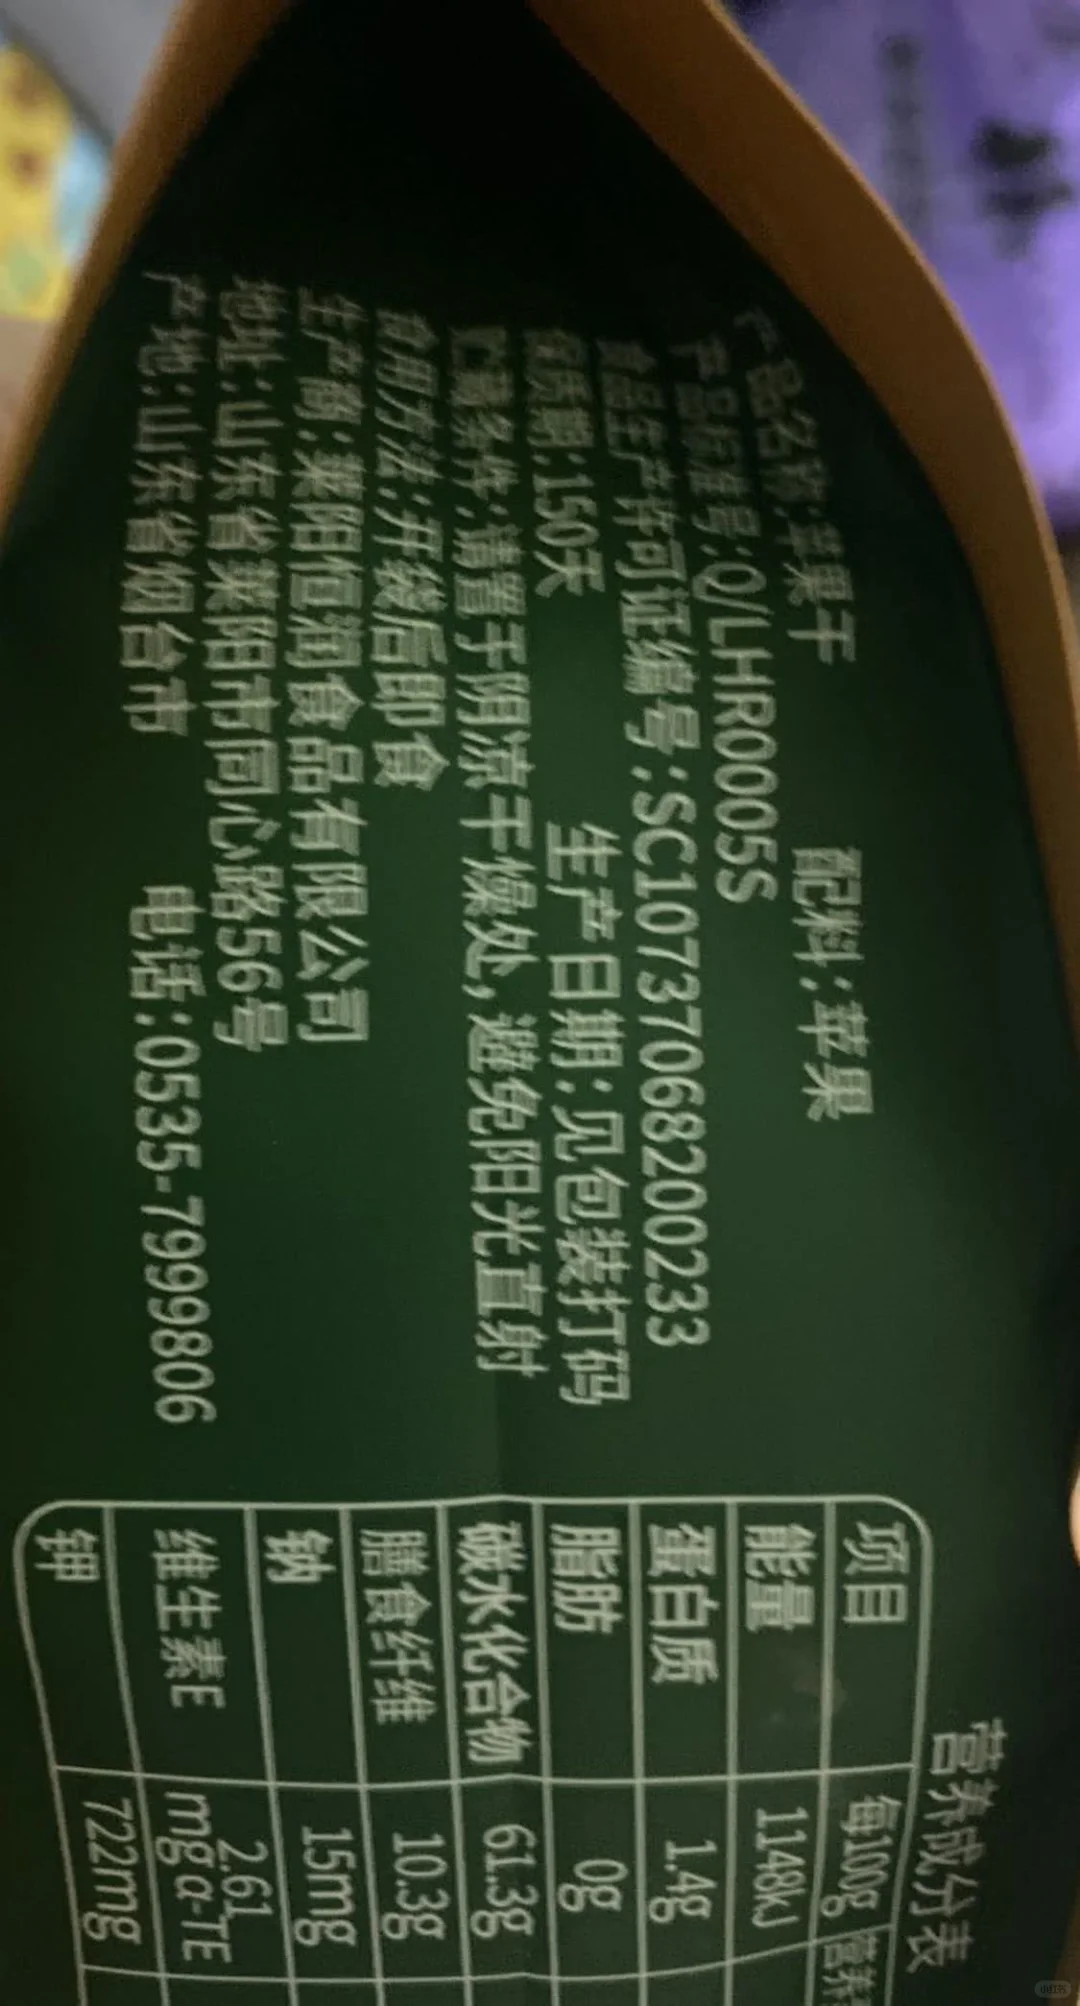 产品名称:苹果干 配料:苹果
产品标准号:Q/LHR0005S
食品生产许可证编号:SC10737068200233
保质期:150天 生产日期:见包装打码
贮藏条件:请置于阴凉干燥处,避免阳光直射
食用方法:开袋后即食
生产商:莱阳恒润食品有限公司
地址:山东省莱阳市同心路56号
产地:山东省烟台市 电话:0535-7999806
营养成分表
项目 每100g 营养
能量 1148kJ
蛋白质 1.4g
脂肪 0g
碳水化合物 61.3g
膳食纤维 10.3g
钠 15mg
维生素E 2.61
mgα-TE
钾 722mg